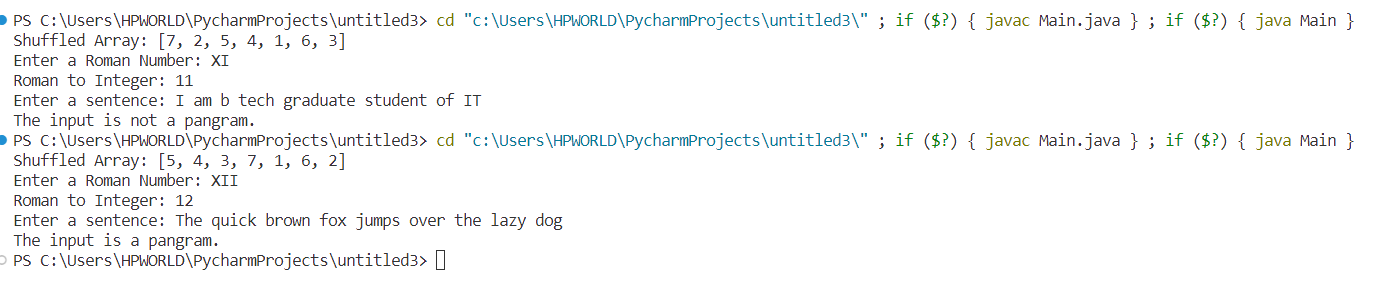 PS C:\Users\HPWORLD\PycharmProjects\untitled3> cd "c:\Users\HPWORLD\PycharmProjects\untitled3\" ; if ($?) { javac Main.java } ; if ($?) { java Main }
Shuffled Array: [7, 2, 5, 4, 1, 6, 3]
Enter a Roman Number: XI
Roman to Integer: 11
Enter a sentence: I am b tech graduate student of IT
The input is not a pangram.
PS C:\Users\HPWORLD\PycharmProjects\untitled3> cd "c:\Users\HPWORLD\PycharmProjects\untitled3\" ; if ($?) { javac Main.java } ; if ($?) { java Main }
Shuffled Array: [5, 4, 3, 7, 1, 6, 2]
Enter a Roman Number: XII
Roman to Integer: 12
Enter a sentence: The quick brown fox jumps over the lazy dog
The input is a pangram.
PS C:\Users\HPWORLD\PycharmProjects\untitled3>